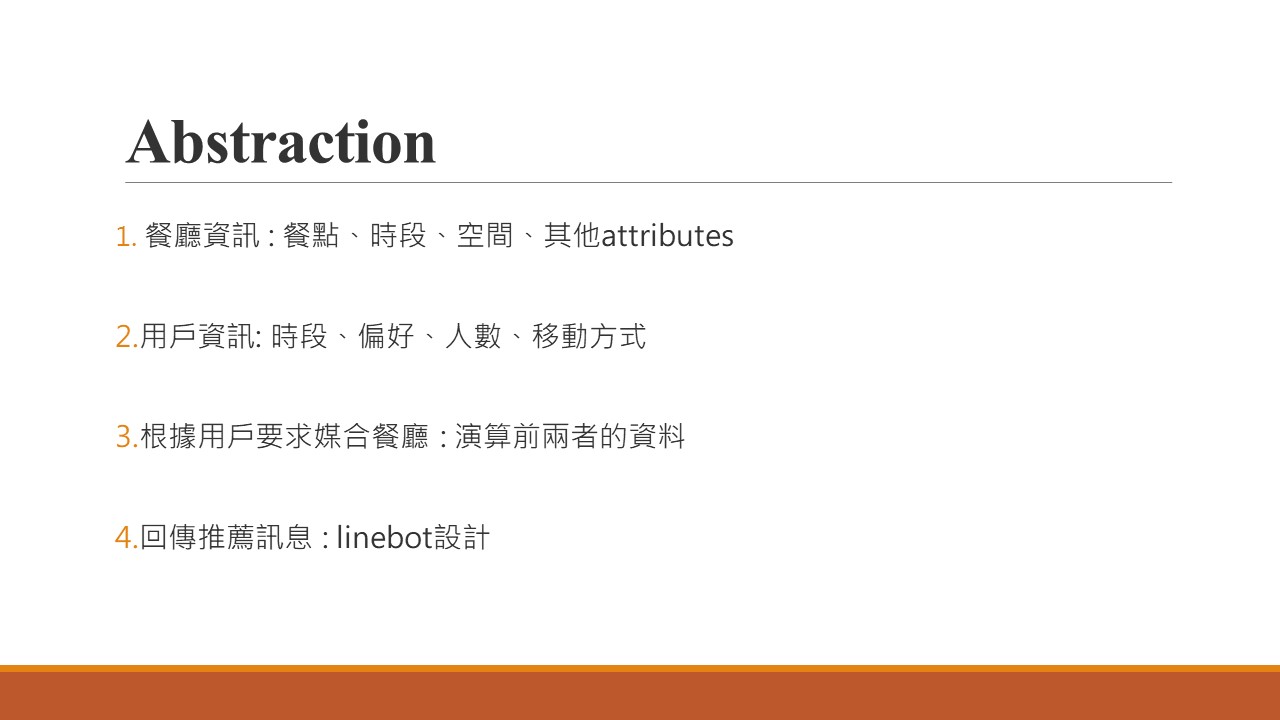 Abstraction
1. 餐廳資訊 : 餐點、時段、空間、其他attributes
2.用戶資訊: 時段、偏好、人數、移動方式
3.根據用戶要求媒合餐廳 : 演算前兩者的資料
4.回傳推薦訊息 : linebot設計